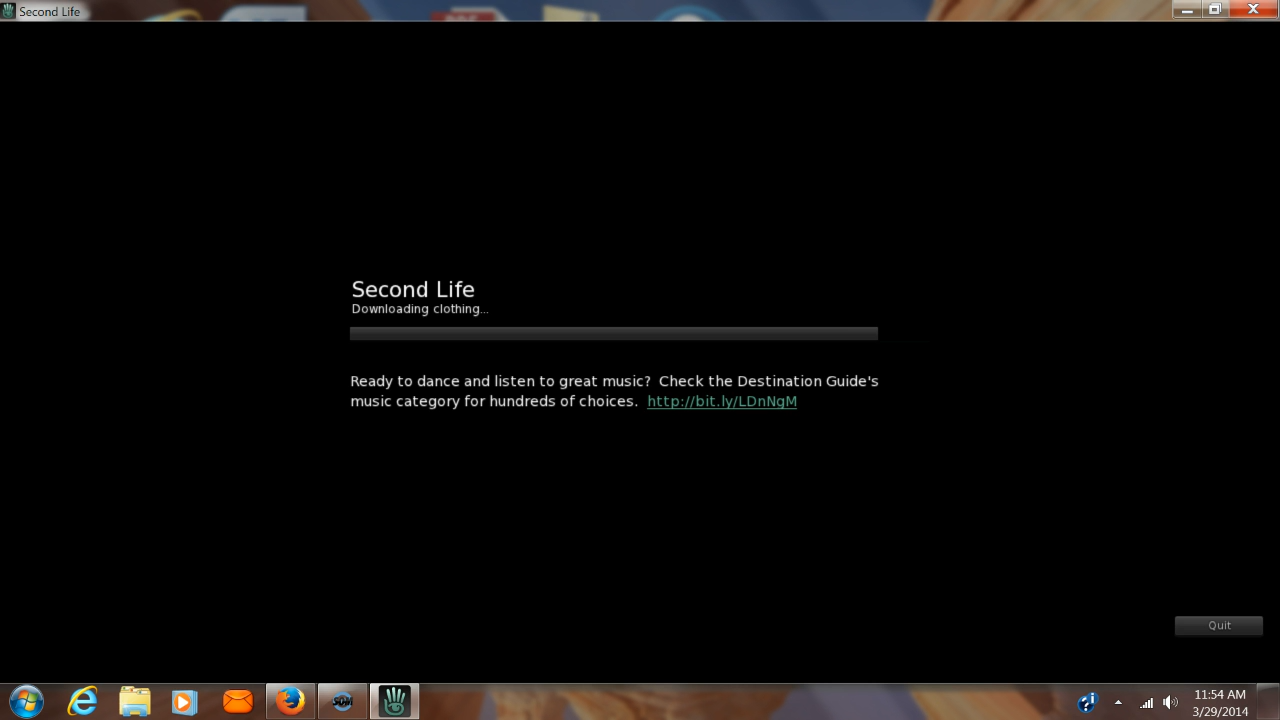 Second Life
Second Life
Downloading clothing...
Ready to dance and listen to great music?  Check the Destination Guide's
music category for hundreds of choices.  http://bit.ly/LDnNgM
Quit
SDM
11:54 AM
3/29/2014